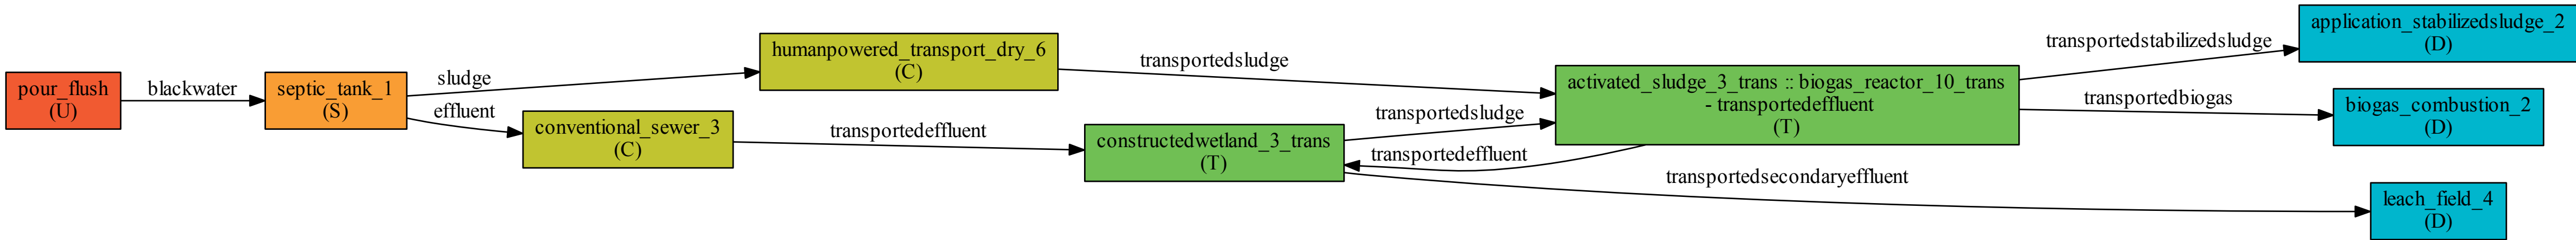 pour_flush
(U)
blackwater
septic_tank_1
(S)
sludge
effluent
humanpowered_transport_dry_6
(C)
conventional_sewer_3
(C)
transportedsludge
transportedeffluent
constructedwetland_3_trans
(T)
transportedsludge
transportedeffluent
activated_sludge_3_trans :: biogas_reactor_10_trans
- transportedeffluent
(T)
transportedsecondaryeffluent
transportedstabilizedsludge
transportedbiogas
application_stabilizedsludge_2
(D)
biogas_combustion_2
(D)
leach_field_4
(D)